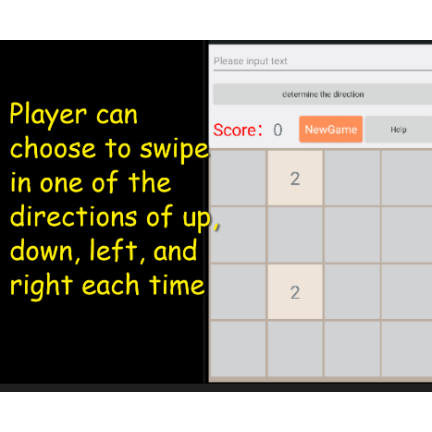 Player can
choose to swipe
in one of the
directions of up,
down, left, and
right each time
Please input text
determine the direction
Score: 0 NewGame Help
2
2